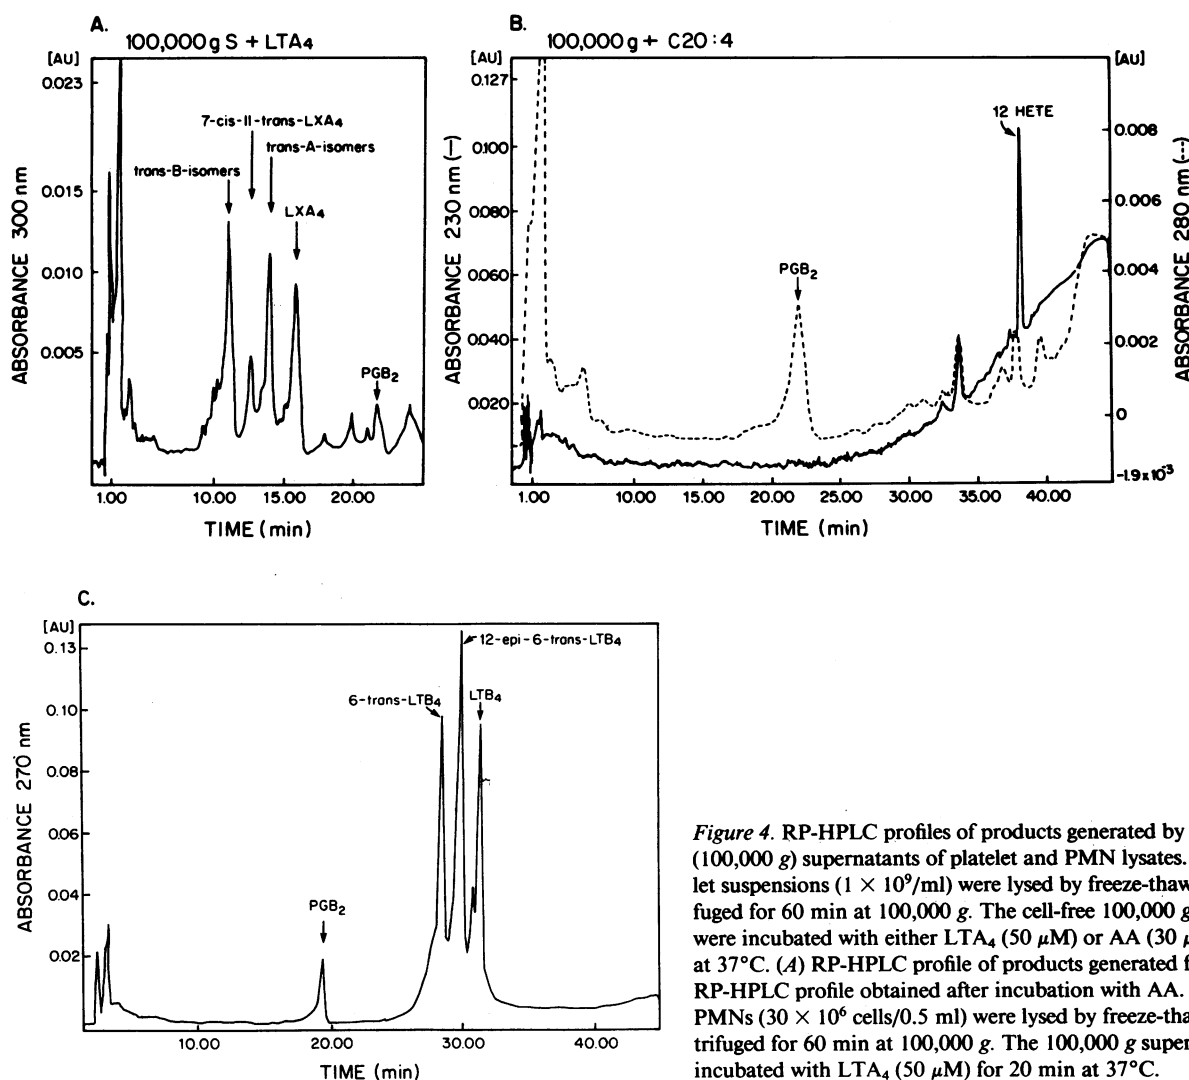 A.
100,000 g S + LTA4
[AU]
0.023
0.015
0.010
0.005
ABSORBANCE 300 nm
7-cis-11-trans-LXA4
trans-B-isomers
trans-A-isomers
LXA4
PGB2
1.00
10.00
15.00
20.00
TIME (min)
B.
100,000 g + C20:4
[AU]
0.127
0.100
0.080
0.060
0.040
0.020
ABSORBANCE 230 nm (—)
PGB2
12 HETE
[AU]
0.008
0.006
0.004
0.002
0
-1.9 x 10-3
ABSORBANCE 280 nm (---)
1.00
10.00
15.00
20.00
25.00
30.00
35.00
40.00
TIME (min)
C.
[AU]
0.13
0.10
0.08
0.06
0.04
0.02
ABSORBANCE 270 nm
PGB2
6-trans-LTB4
12-epi-6-trans-LTB4
LTB4
10.00
20.00
30.00
40.00
TIME (min)
Figure 4. RP-HPLC profiles of products generated by
(100,000 g) supernatants of platelet and PMN lysates.
let suspensions (1 × 10⁹/ml) were lysed by freeze-thaw
fuged for 60 min at 100,000 g. The cell-free 100,000 g
were incubated with either LTA₄ (50 μM) or AA (30 μ
at 37°C. (A) RP-HPLC profile of products generated f
RP-HPLC profile obtained after incubation with AA.
PMNs (30 × 10⁶ cells/0.5 ml) were lysed by freeze-tha
trifuged for 60 min at 100,000 g. The 100,000 g super
incubated with LTA₄ (50 μM) for 20 min at 37°C.